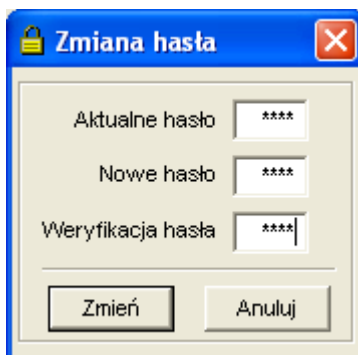 Zmiana hasła
Aktualne hasło ****
Nowe hasło ****
Weryfikacja hasła ****
Zmień Anuluj